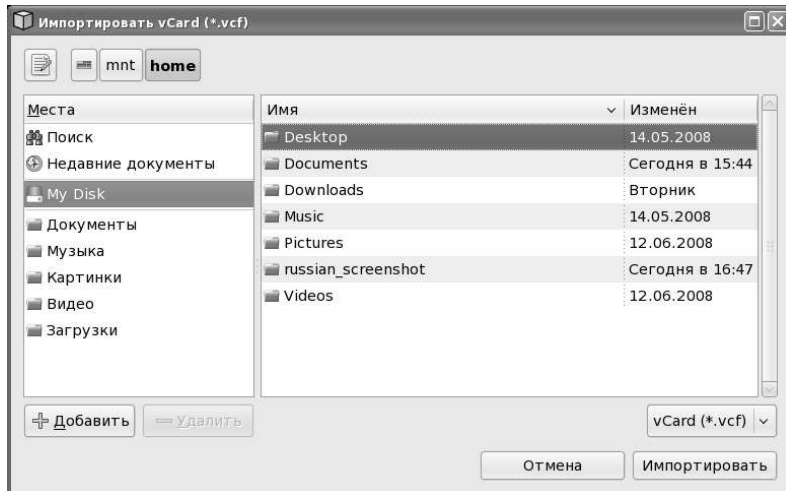 Импортировать vCard (*.vcf)
mnt home
Места
Поиск
Недавние документы
My Disk
Документы
Музыка
Картинки
Видео
Загрузки
Имя Изменён
Desktop 14.05.2008
Documents Сегодня в 15:44
Downloads Вторник
Music 14.05.2008
Pictures 12.06.2008
russian_screenshot Сегодня в 16:47
Videos 12.06.2008
Добавить Удалить vCard (*.vcf)
Отмена Импортировать